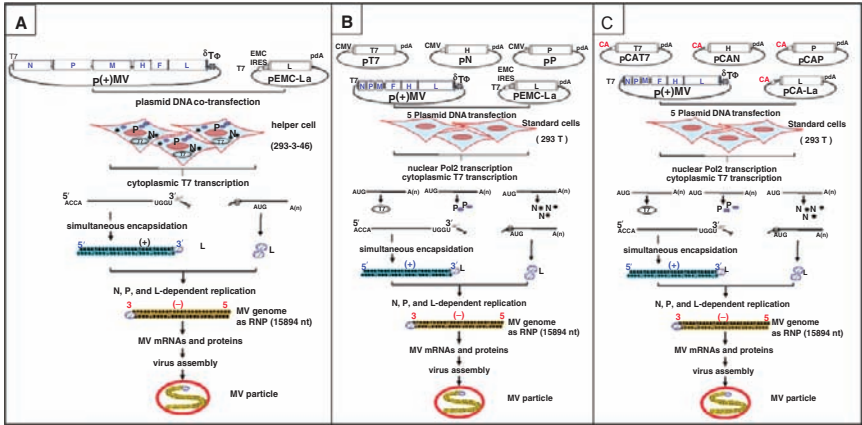 A
T7
N P M H F L
δTΦ
p(+)MV
EMC
IRES
T7
L
pdA
pEMC-La
plasmid DNA co-transfection
P N P N P N
T7 T7 T7
helper cell
(293-3-46)
cytoplasmic T7 transcription
5′
ACCA
UGGU
3′
AUG
A(n)
simultaneous encapsidation
5′ (+) 3′
L
L
N, P, and L-dependent replication
3 (–) 5
MV genome
as RNP (15894 nt)
MV mRNAs and proteins
virus assembly
MV particle
B
CMV T7 pdA
pT7
CMV H pdA
pN
CMV P pdA
pP
T7
N P M F H L
δTΦ
p(+)MV
EMC
IRES
T7
L
pdA
pEMC-La
5 Plasmid DNA transfection
Standard cells
( 293 T )
nuclear Pol2 transcription
cytoplasmic T7 transcription
AUG A(n)
AUG A(n)
AUG A(n)
T7
P P
N N
N
5′
ACCA
UGGU
3′
AUG
A(n)
simultaneous encapsidation
5′ (+) 3′
L
L
N, P, and L-dependent replication
3 (–) 5
MV genome
as RNP (15894 nt)
MV mRNAs and proteins
virus assembly
MV particle
C
CA T7 pdA
pCAT7
CA H pdA
pCAN
CA P pdA
pCAP
T7
N P M F H L
δTΦ
p(+)MV
CA
L
pdA
pCA-La
5 Plasmid DNA transfection
Standard cells
( 293 T )
nuclear Pol2 transcription
cytoplasmic T7 transcription
AUG A(n)
AUG A(n)
AUG A(n)
T7
P P
N N
N
5′
ACCA
UGGU
3′
AUG
A(n)
simultaneous encapsidation
5′ (+) 3′
L
L
N, P, and L-dependent replication
3 (–) 5
MV genome
as RNP (15894 nt)
MV mRNAs and proteins
virus assembly
MV particle